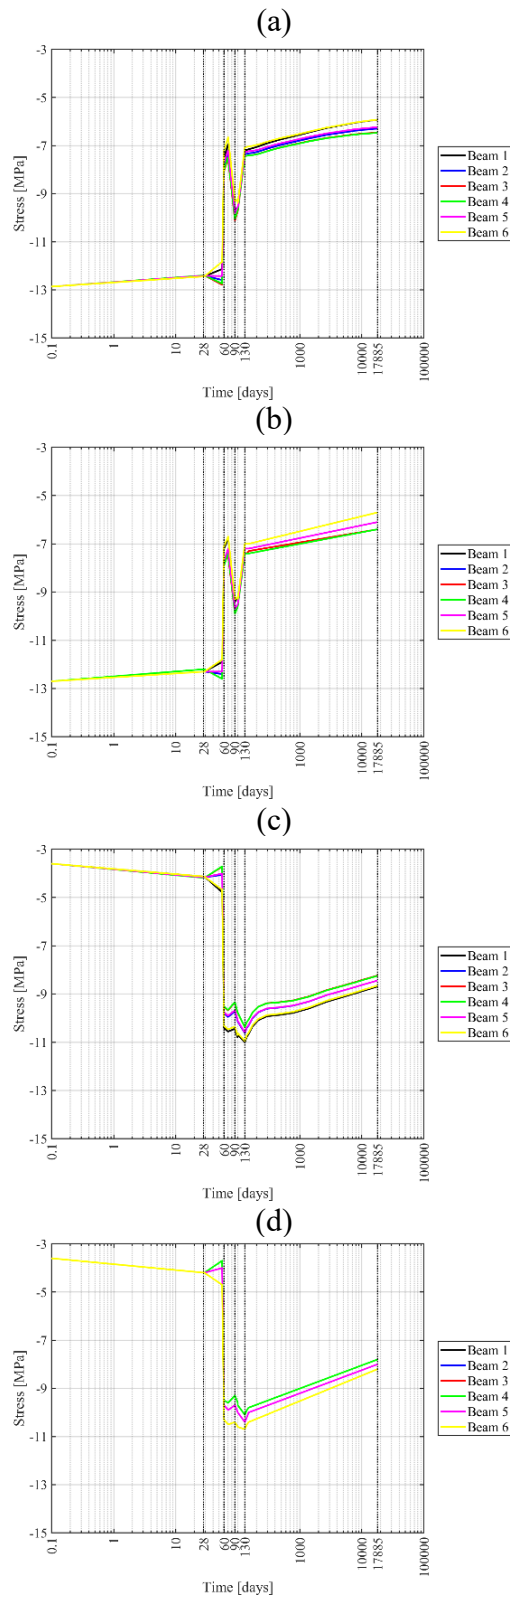 (a)
-3
-5
-7
-9
-11
-13
-15
Stress [MPa]
0.1
1
10
28
60
90
130
1000
10000
17885
100000
Time [days]
Beam 1
Beam 2
Beam 3
Beam 4
Beam 5
Beam 6
(b)
-3
-5
-7
-9
-11
-13
-15
Stress [MPa]
0.1
1
10
28
60
90
130
1000
10000
17885
100000
Time [days]
Beam 1
Beam 2
Beam 3
Beam 4
Beam 5
Beam 6
(c)
-3
-5
-7
-9
-11
-13
-15
Stress [MPa]
0.1
1
10
28
60
90
130
1000
10000
17885
100000
Time [days]
Beam 1
Beam 2
Beam 3
Beam 4
Beam 5
Beam 6
(d)
-3
-5
-7
-9
-11
-13
-15
Stress [MPa]
0.1
1
10
28
60
90
130
1000
10000
17885
100000
Time [days]
Beam 1
Beam 2
Beam 3
Beam 4
Beam 5
Beam 6